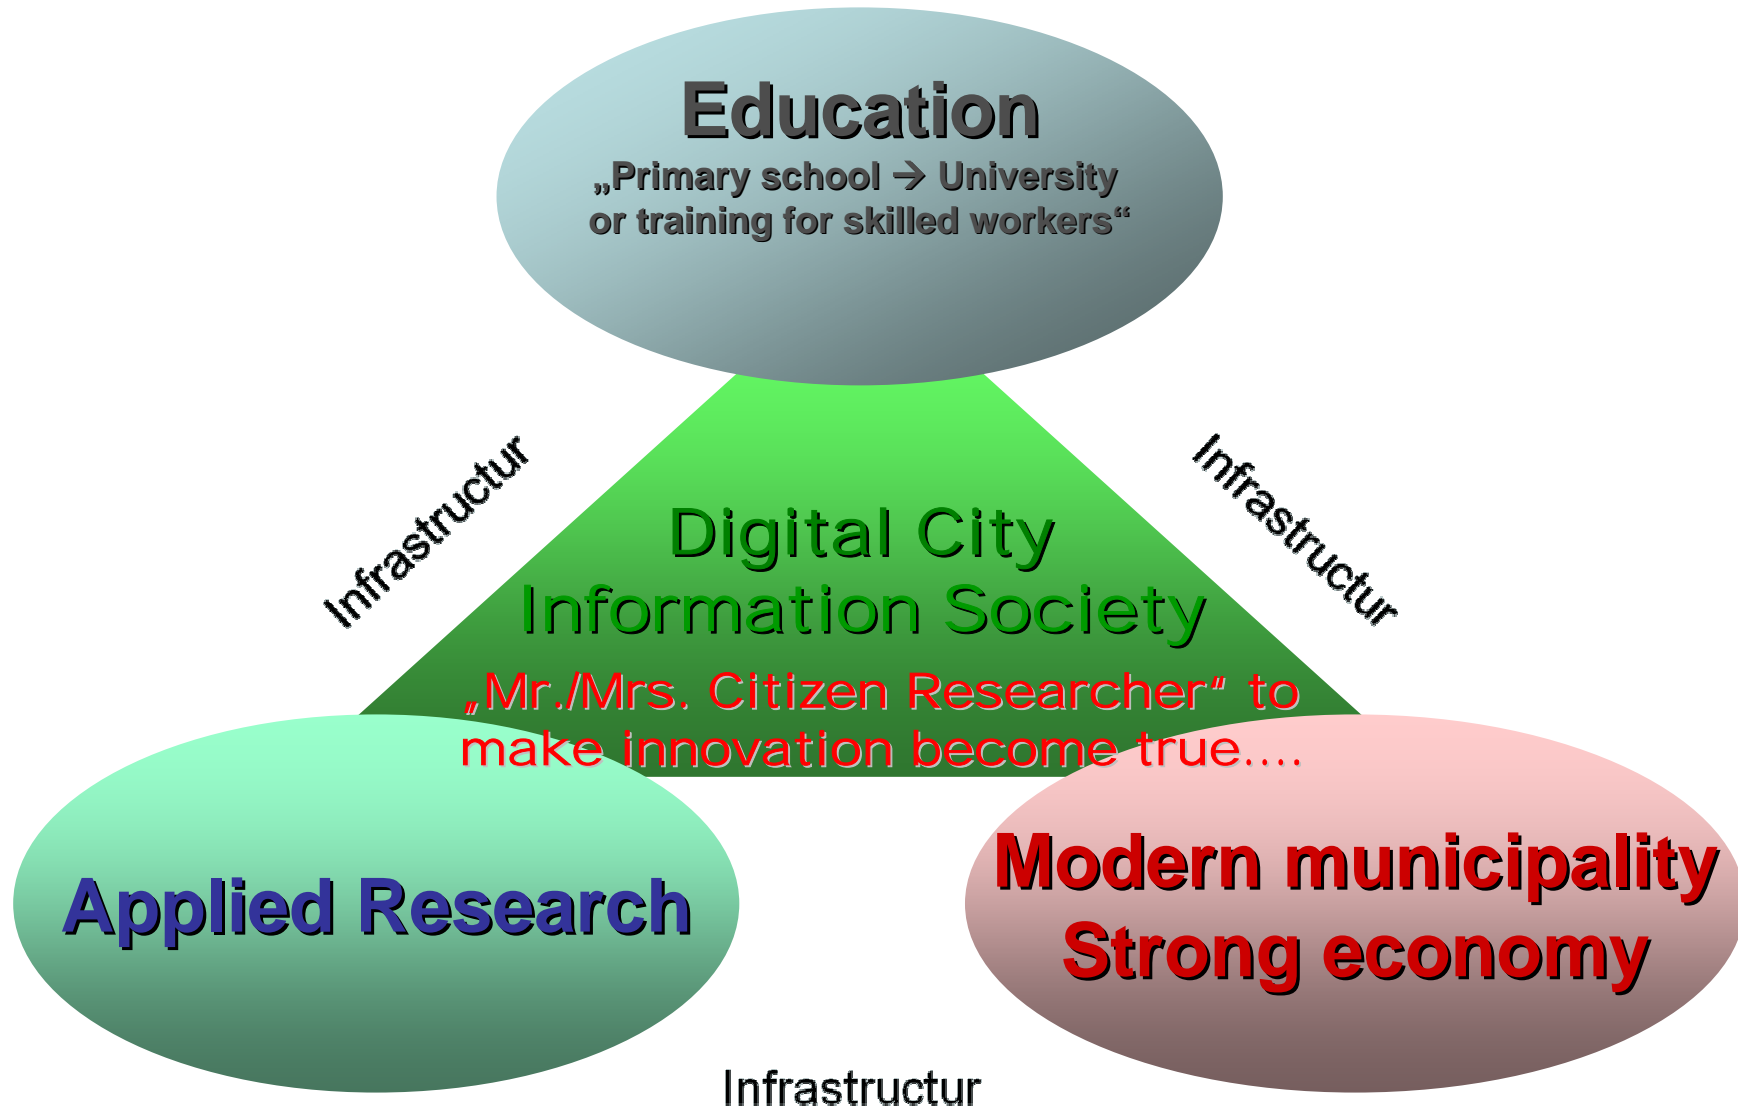 Education
„Primary school → University
or training for skilled workers“
Infrastructur
Infrastructur
Digital City
Information Society
„Mr./Mrs. Citizen Researcher" to
make innovation become true....
Applied Research
Modern municipality
Strong economy
Infrastructur